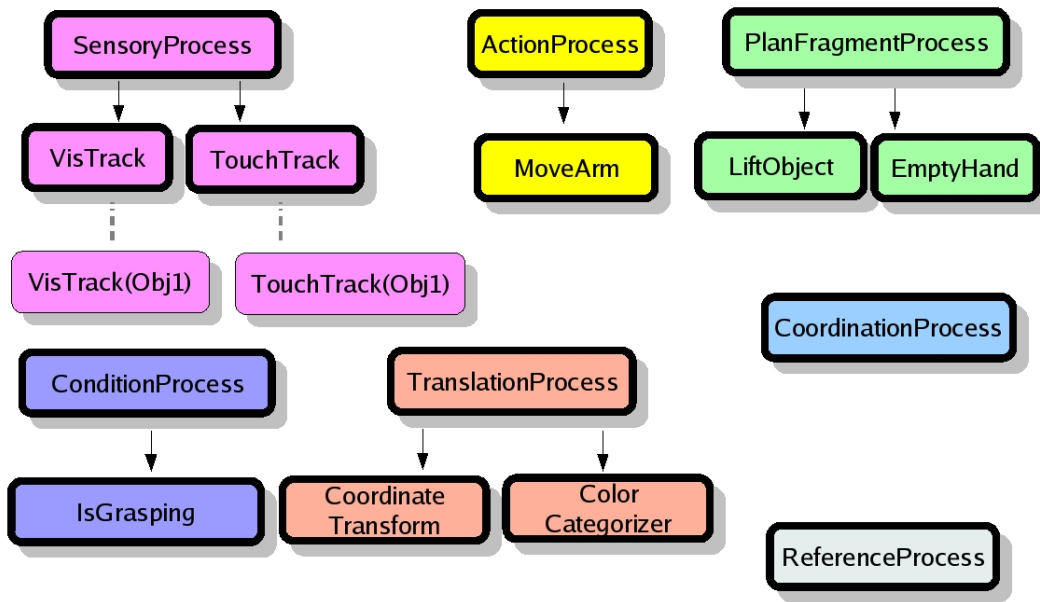 SensoryProcess
ActionProcess
PlanFragmentProcess
VisTrack
TouchTrack
MoveArm
LiftObject
EmptyHand
VisTrack(Obj1)
TouchTrack(Obj1)
CoordinationProcess
ConditionProcess
TranslationProcess
IsGrasping
Coordinate
Transform
Color
Categorizer
ReferenceProcess